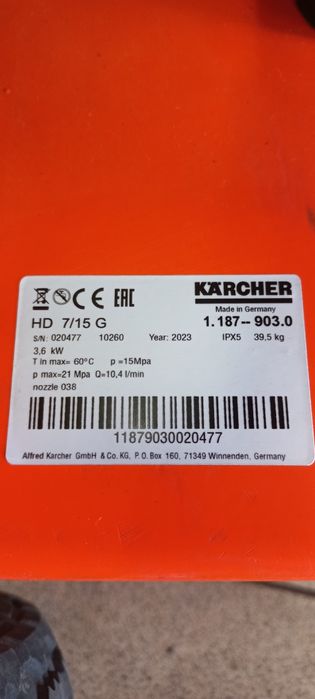 CE EAC
KÄRCHER
Made in Germany
HD 7/15 G 1.187-- 903.0
S/N: 020477 10260 Year: 2023 IPX5 39,5 kg
3,6 kW
T in max= 60°C p =15Mpa
p max=21 Mpa Q=10,4 l/min
nozzle 038
11879030020477
Alfred Karcher GmbH & Co. KG, P. O. Box 160, 71349 Winnenden, Germany